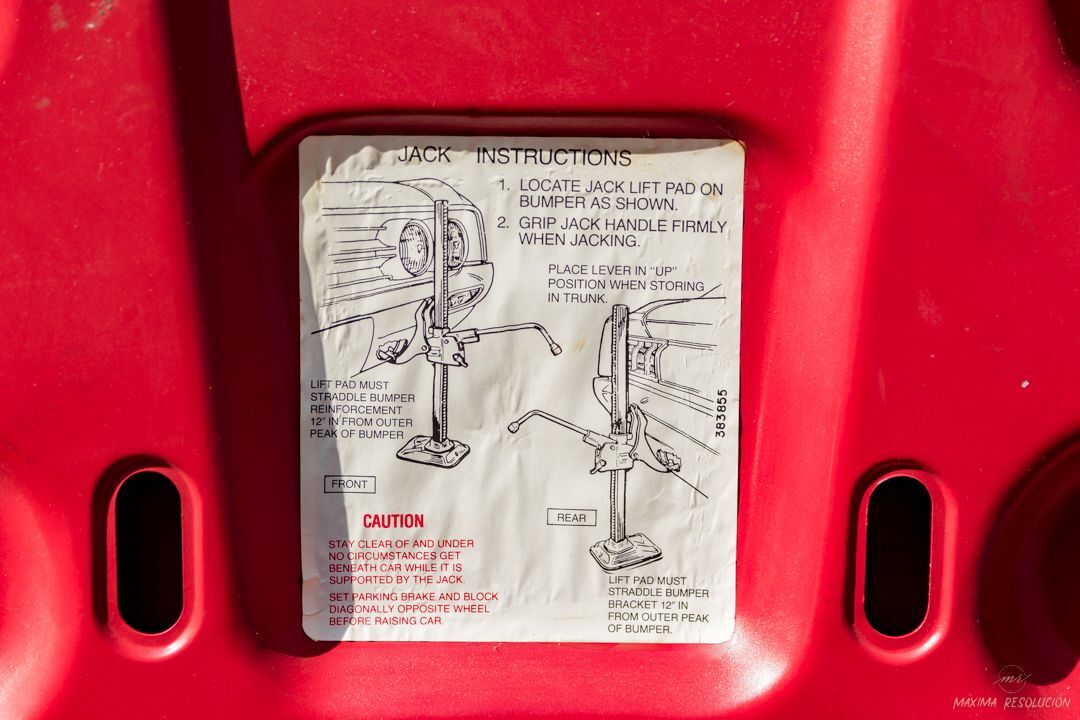 JACK INSTRUCTIONS
1. LOCATE JACK LIFT PAD ON
BUMPER AS SHOWN.
2. GRIP JACK HANDLE FIRMLY
WHEN JACKING.
PLACE LEVER IN “UP”
POSITION WHEN STORING
IN TRUNK.
LIFT PAD MUST
STRADDLE BUMPER
REINFORCEMENT
12" IN FROM OUTER
PEAK OF BUMPER
FRONT
383855
REAR
CAUTION
STAY CLEAR OF AND UNDER
NO CIRCUMSTANCES GET
BENEATH CAR WHILE IT IS
SUPPORTED BY THE JACK.
SET PARKING BRAKE AND BLOCK
DIAGONALLY OPPOSITE WHEEL
BEFORE RAISING CAR.
LIFT PAD MUST
STRADDLE BUMPER
BRACKET 12" IN
FROM OUTER PEAK
OF BUMPER.
mr
MÁXIMA RESOLUCIÓN